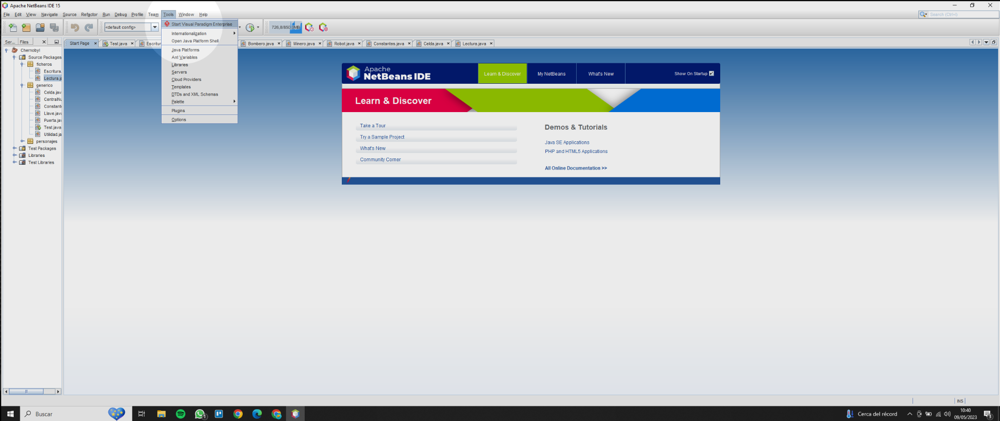 Apache NetBeans IDE 15
File Edit View Navigate Source Refactor Run Debug Profile Team Tools Window Help
Search (Ctrl+I)
<default config>
726,8/850,0MB
Start Visual Paradigm Enterprise
Internationalization
Open Java Platform Shell
Java Platforms
Ant Variables
Libraries
Servers
Cloud Providers
Templates
DTDs and XML Schemas
Palette
Plugins
Options
Ser... Files
Chernobyl
Source Packages
ficheros
Escritura.
Lectura.ja
generico
Celda.java
CentralNu
Constant
Llave.java
Puerta.jav
Test.java
Utilidad.ja
personajes
Test Packages
Libraries
Test Libraries
Start Page Test.java Escritur Bombero.java Minero.java Robot.java Constantes.java Celda.java Lectura.java
Apache
NetBeans IDE
Learn & Discover My NetBeans What's New Show On Startup
Learn & Discover
Take a Tour
Try a Sample Project
What's New
Community Corner
Demos & Tutorials
Java SE Applications
PHP and HTML5 Applications
All Online Documentation >>
INS
Buscar
1
Cerca del récord
10:40
09/05/2023
3